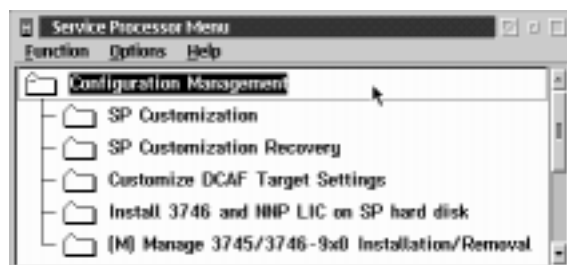 Service Processor Menu
Function Options Help
Configuration Management
SP Customization
SP Customization Recovery
Customize DCAF Target Settings
Install 3746 and NNP LIC on SP hard disk
(M) Manage 3745/3746-9x0 Installation/Removal